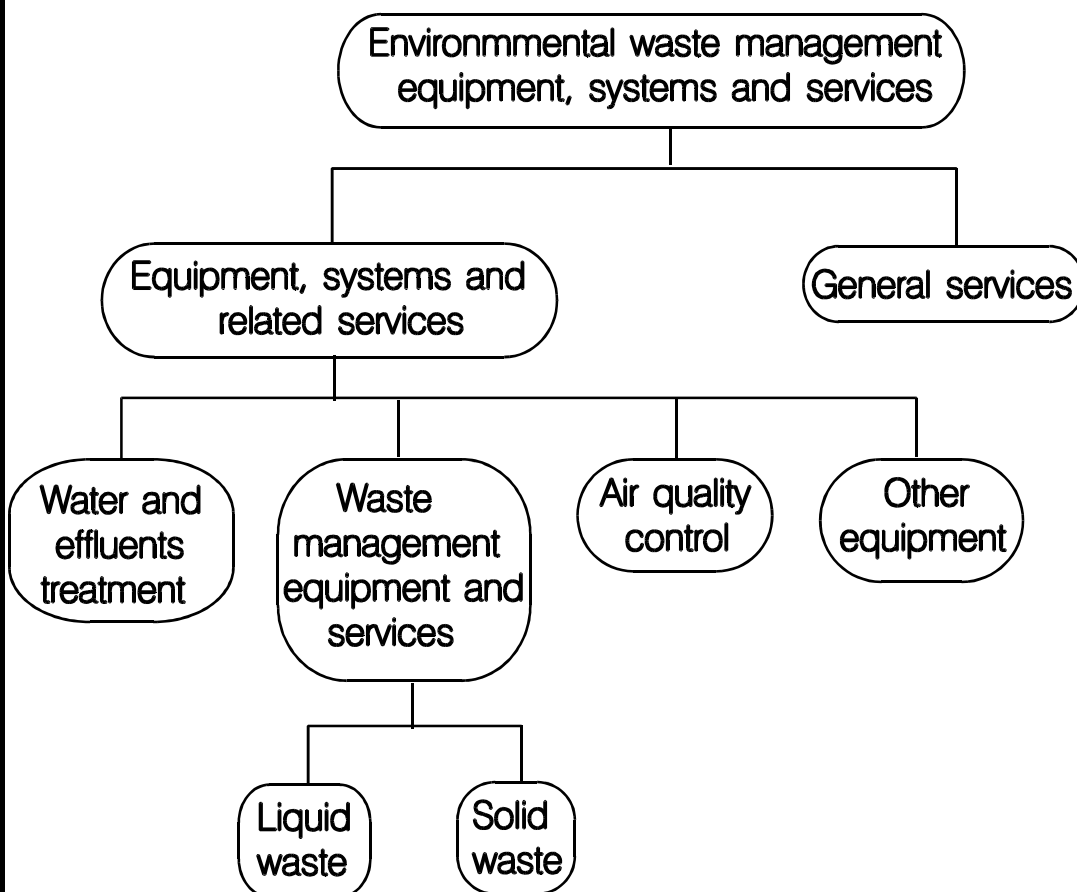 Environmmental waste management
equipment, systems and services
Equipment, systems and
related services
General services
Water and
effluents
treatment
Waste
management
equipment and
services
Air quality
control
Other
equipment
Liquid
waste
Solid
waste